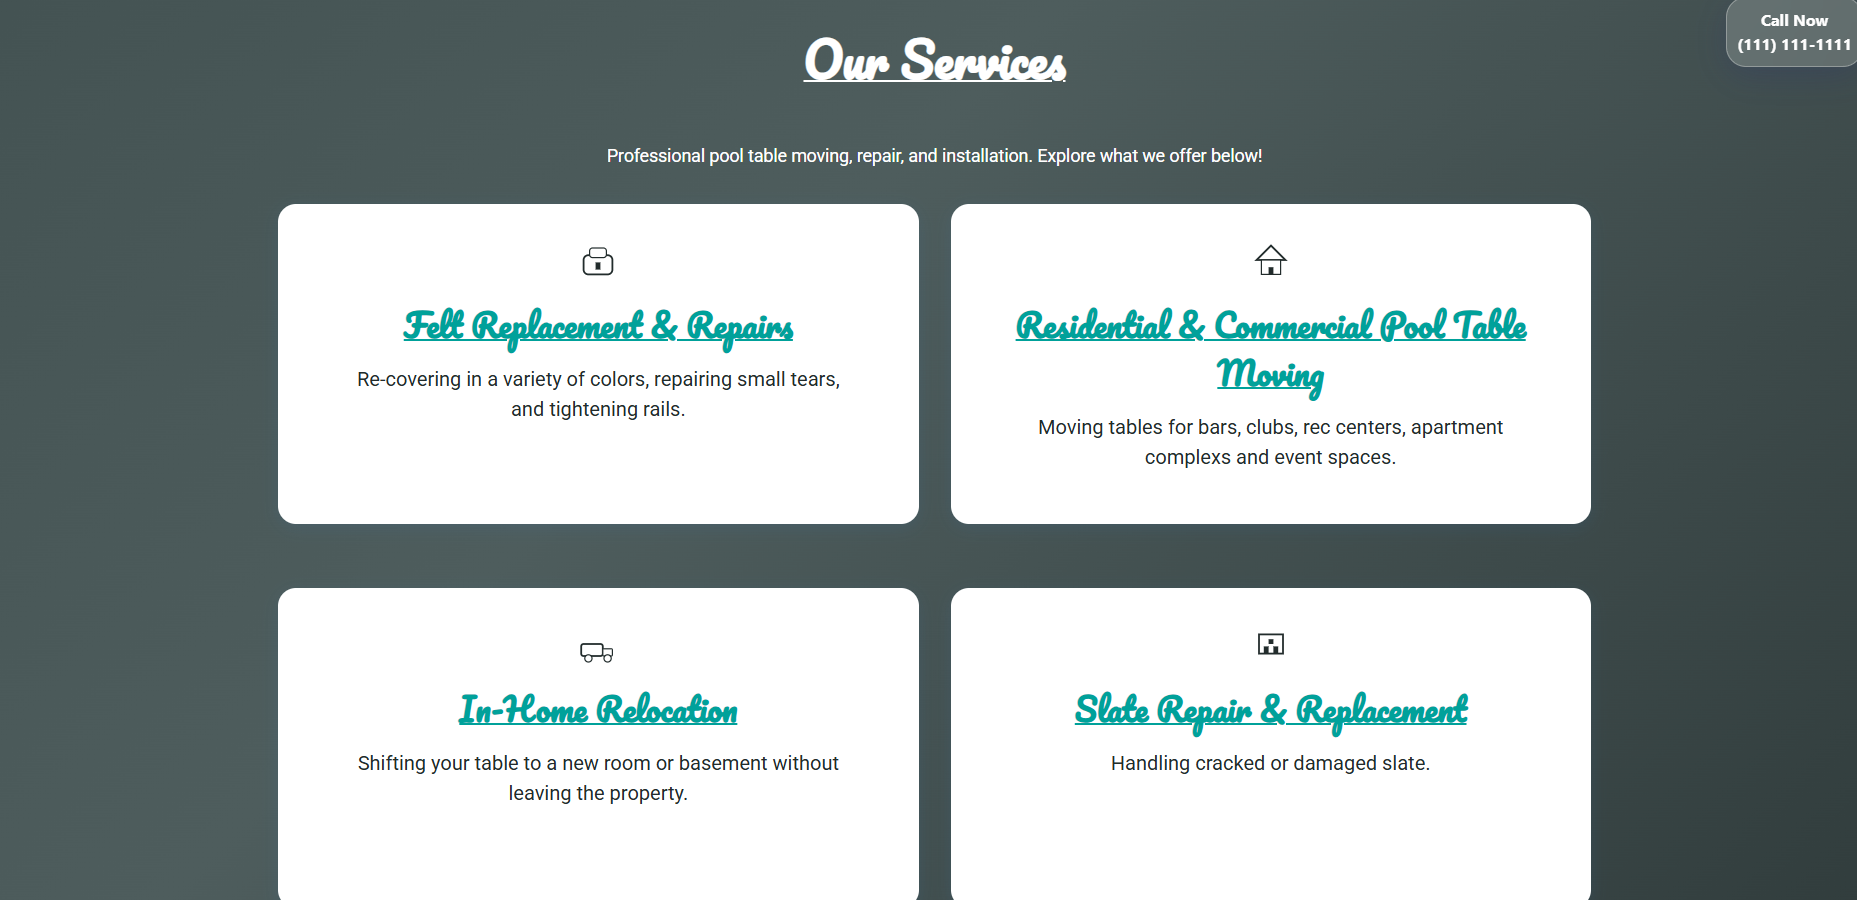 Call Now
(111) 111-1111
Our Services
Professional pool table moving, repair, and installation. Explore what we offer below!
Felt Replacement & Repairs
Re-covering in a variety of colors, repairing small tears,
and tightening rails.
Residential & Commercial Pool Table
Moving
Moving tables for bars, clubs, rec centers, apartment
complexs and event spaces.
In-Home Relocation
Shifting your table to a new room or basement without
leaving the property.
Slate Repair & Replacement
Handling cracked or damaged slate.